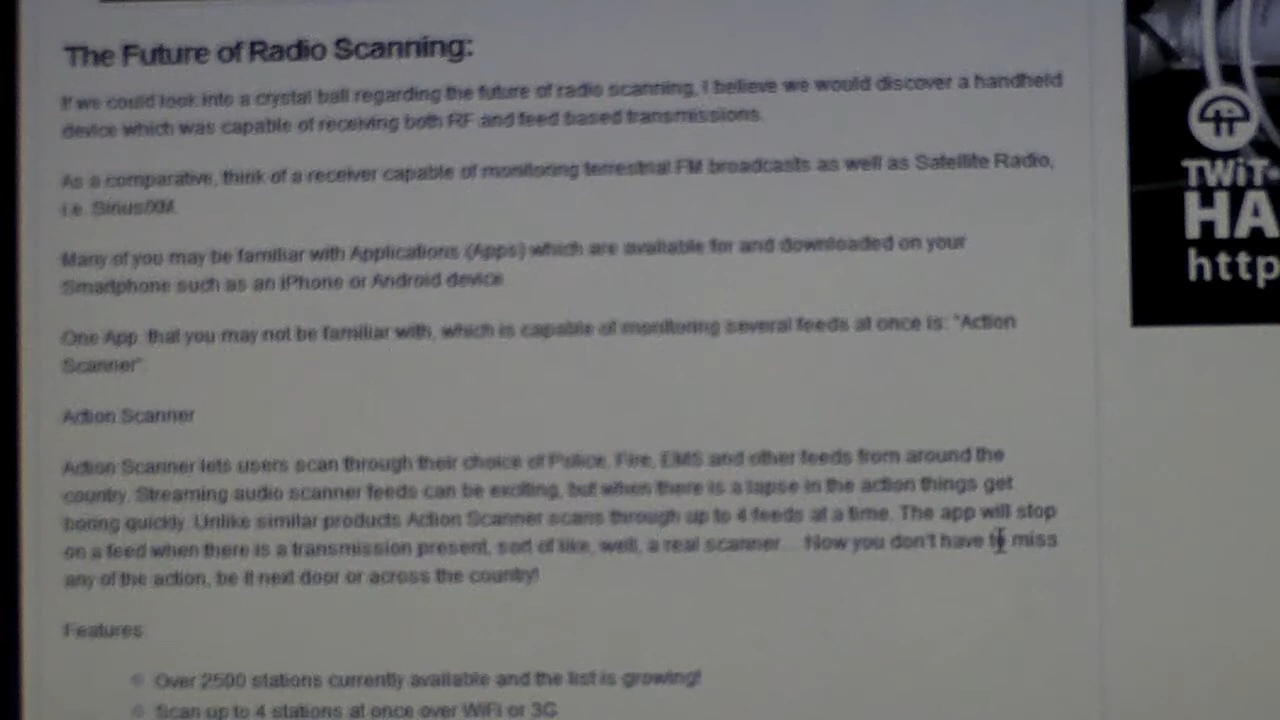 The Future of Radio Scanning:
If we could look into a crystal ball regarding the future of radio scanning, I believe we would discover a handheld
device which was capable of receiving both RF and feed based transmissions.
As a comparative, think of a receiver capable of monitoring terrestrial FM broadcasts as well as Satellite Radio,
i.e. Sirius/XM.
Many of you may be familiar with Applications (Apps) which are available for and downloaded on your
Smartphone such as an iPhone or Android device.
One App that you may not be familiar with, which is capable of monitoring several feeds at once is: "Action
Scanner".
Action Scanner
Action Scanner lets users scan through their choice of Police, Fire, EMS and other feeds from around the
country. Streaming audio scanner feeds can be exciting, but when there is a lapse in the action things get
boring quickly. Unlike similar products Action Scanner scans through up to 4 feeds at a time. The app will stop
on a feed when there is a transmission present, sort of like, well, a real scanner... Now you don't have to miss
any of the action, be it next door or across the country!
Features
Over 2500 stations currently available and the list is growing!
Scan up to 4 stations at once over WiFi or 3G
TWiT
HA
http